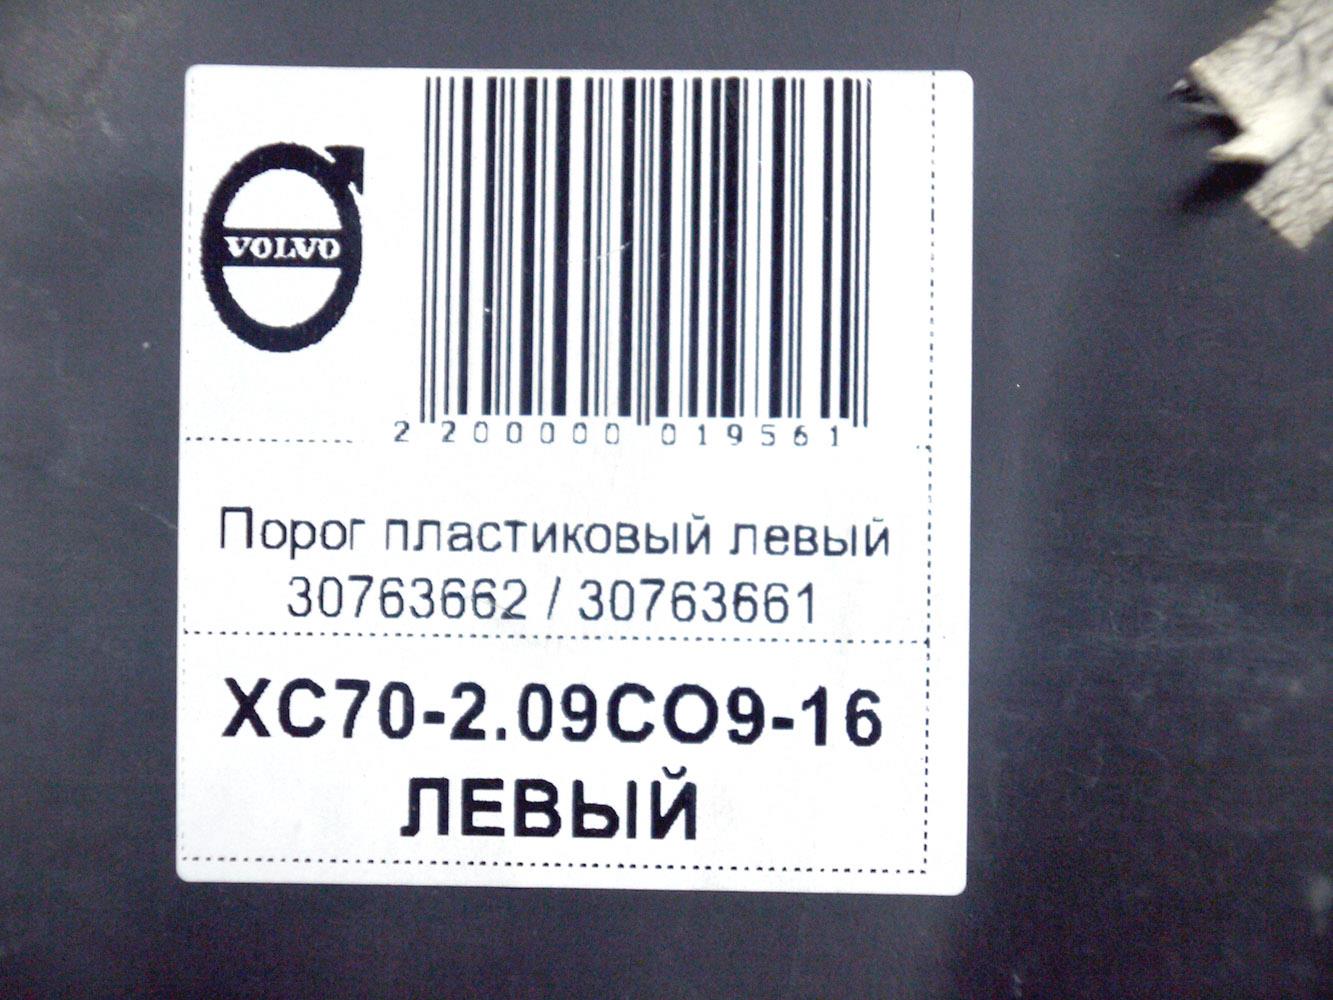 VOLVO
2 200000 019561
Порог пластиковый левый
30763662 / 30763661
XC70-2.09CO9-16
ЛЕВЫЙ